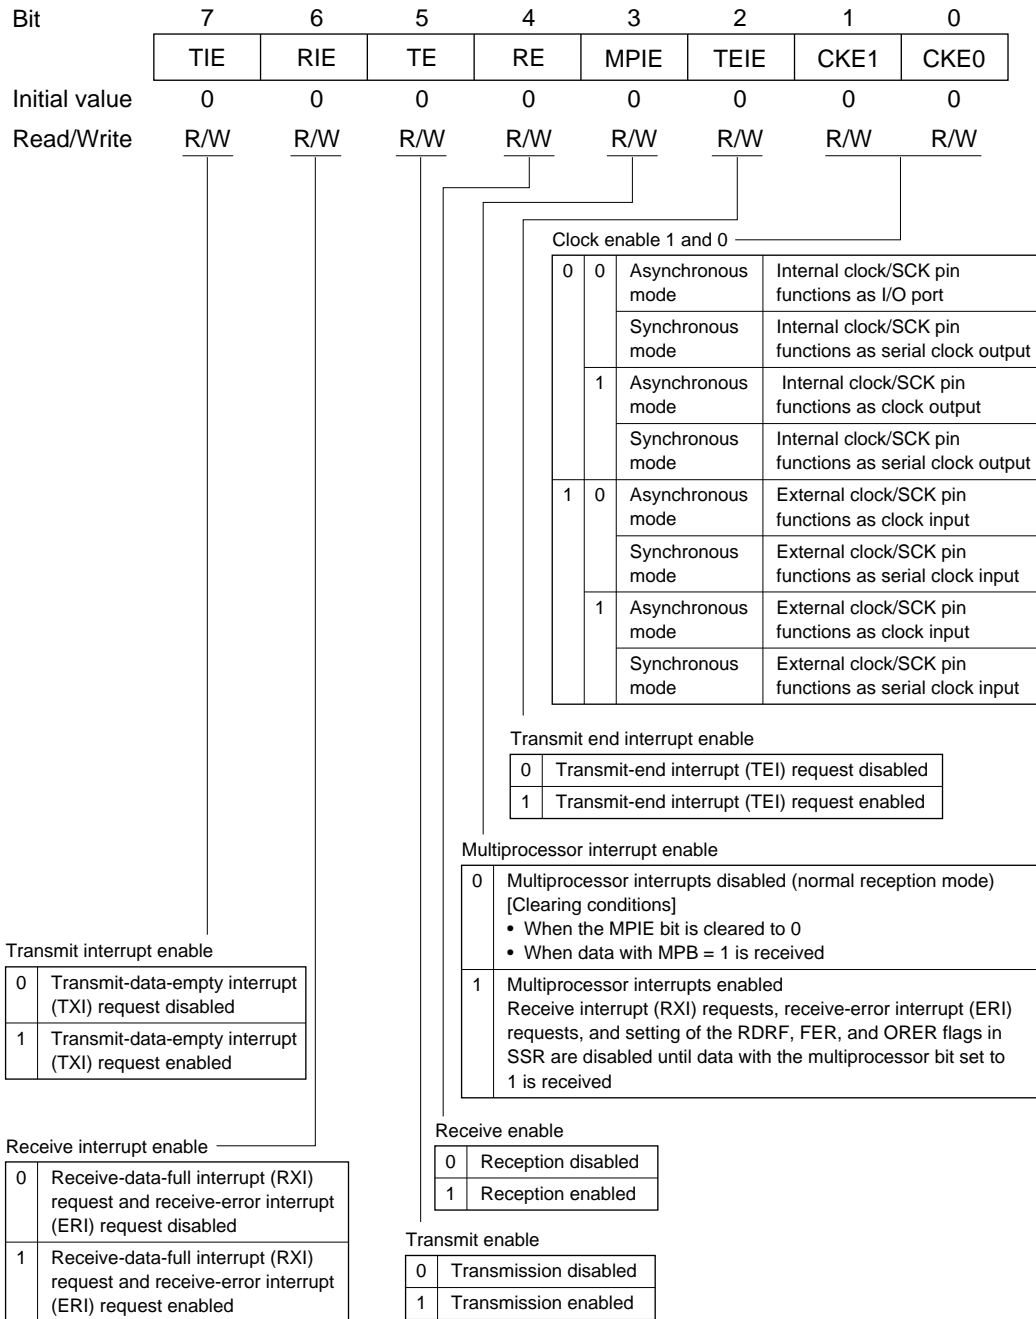 Bit 7 6 5 4 3 2 1 0
TIE RIE TE RE MPIE TEIE CKE1 CKE0
Initial value 0 0 0 0 0 0 0 0
Read/Write R/W R/W R/W R/W R/W R/W R/W R/W
Clock enable 1 and 0
0 0 Asynchronous mode Internal clock/SCK pin functions as I/O port
Synchronous mode Internal clock/SCK pin functions as serial clock output
1 Asynchronous mode Internal clock/SCK pin functions as clock output
Synchronous mode Internal clock/SCK pin functions as serial clock output
1 0 Asynchronous mode External clock/SCK pin functions as clock input
Synchronous mode External clock/SCK pin functions as serial clock input
1 Asynchronous mode External clock/SCK pin functions as clock input
Synchronous mode External clock/SCK pin functions as serial clock input
Transmit end interrupt enable
0 Transmit-end interrupt (TEI) request disabled
1 Transmit-end interrupt (TEI) request enabled
Multiprocessor interrupt enable
0 Multiprocessor interrupts disabled (normal reception mode)
[Clearing conditions]
• When the MPIE bit is cleared to 0
• When data with MPB = 1 is received
1 Multiprocessor interrupts enabled
Receive interrupt (RXI) requests, receive-error interrupt (ERI)
requests, and setting of the RDRF, FER, and ORER flags in
SSR are disabled until data with the multiprocessor bit set to
1 is received
Transmit interrupt enable
0 Transmit-data-empty interrupt
(TXI) request disabled
1 Transmit-data-empty interrupt
(TXI) request enabled
Receive enable
0 Reception disabled
1 Reception enabled
Receive interrupt enable
0 Receive-data-full interrupt (RXI)
request and receive-error interrupt
(ERI) request disabled
1 Receive-data-full interrupt (RXI)
request and receive-error interrupt
(ERI) request enabled
Transmit enable
0 Transmission disabled
1 Transmission enabled